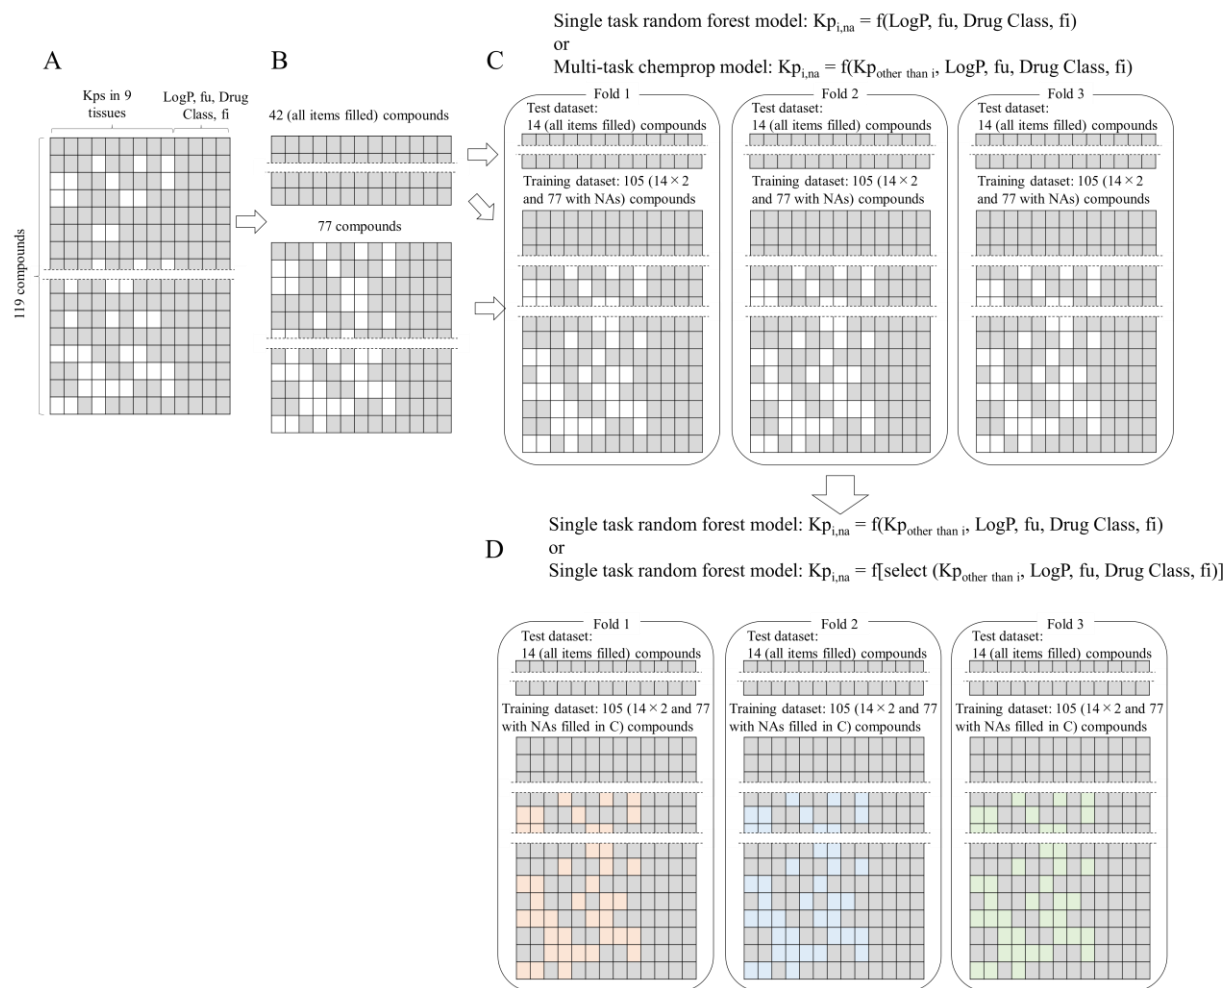 Single task random forest model: Kpi,na = f(LogP, fu, Drug Class, fi)
or
Multi-task chemprop model: Kpi,na = f(Kpother than i, LogP, fu, Drug Class, fi)
A
Kps in 9
tissues
LogP, fu, Drug
Class, fi
119 compounds
B
42 (all items filled) compounds
77 compounds
C
Fold 1
Test dataset:
14 (all items filled) compounds
Training dataset: 105 (14 × 2
and 77 with NAs) compounds
Fold 2
Test dataset:
14 (all items filled) compounds
Training dataset: 105 (14 × 2
and 77 with NAs) compounds
Fold 3
Test dataset:
14 (all items filled) compounds
Training dataset: 105 (14 × 2
and 77 with NAs) compounds
Single task random forest model: Kpi,na = f(Kpother than i, LogP, fu, Drug Class, fi)
or
Single task random forest model: Kpi,na = f[select (Kpother than i, LogP, fu, Drug Class, fi)]
D
Fold 1
Test dataset:
14 (all items filled) compounds
Training dataset: 105 (14 × 2 and 77
with NAs filled in C) compounds
Fold 2
Test dataset:
14 (all items filled) compounds
Training dataset: 105 (14 × 2 and 77
with NAs filled in C) compounds
Fold 3
Test dataset:
14 (all items filled) compounds
Training dataset: 105 (14 × 2 and 77
with NAs filled in C) compounds